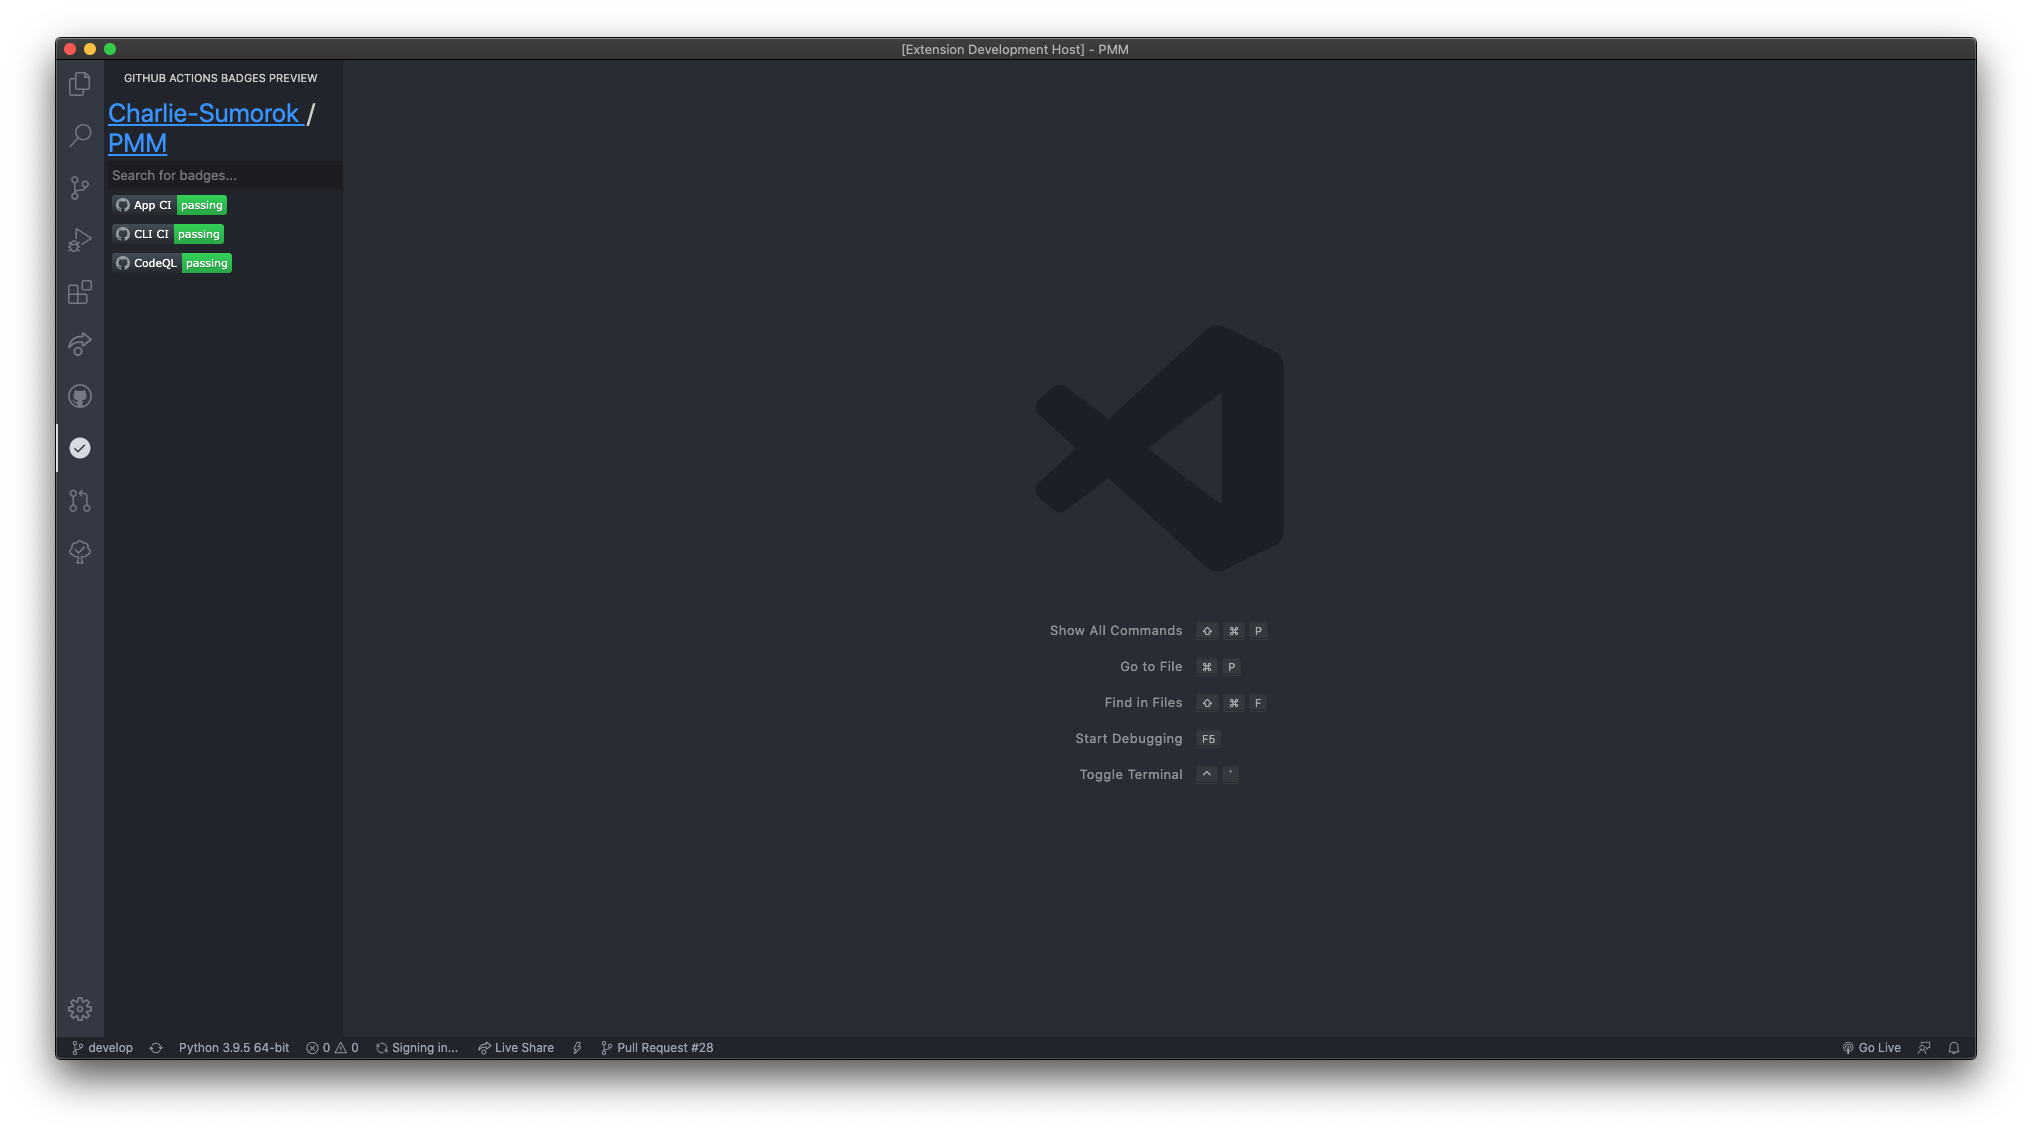 [Extension Development Host] - PMM
GITHUB ACTIONS BADGES PREVIEW
Charlie-Sumorok /
PMM
Search for badges...
App CI passing
CLI CI passing
CodeQL passing
Show All Commands ⇧ ⌘ P
Go to File ⌘ P
Find in Files ⇧ ⌘ F
Start Debugging F5
Toggle Terminal ^ `
develop Python 3.9.5 64-bit 0 0 Signing in... Live Share Pull Request #28 Go Live